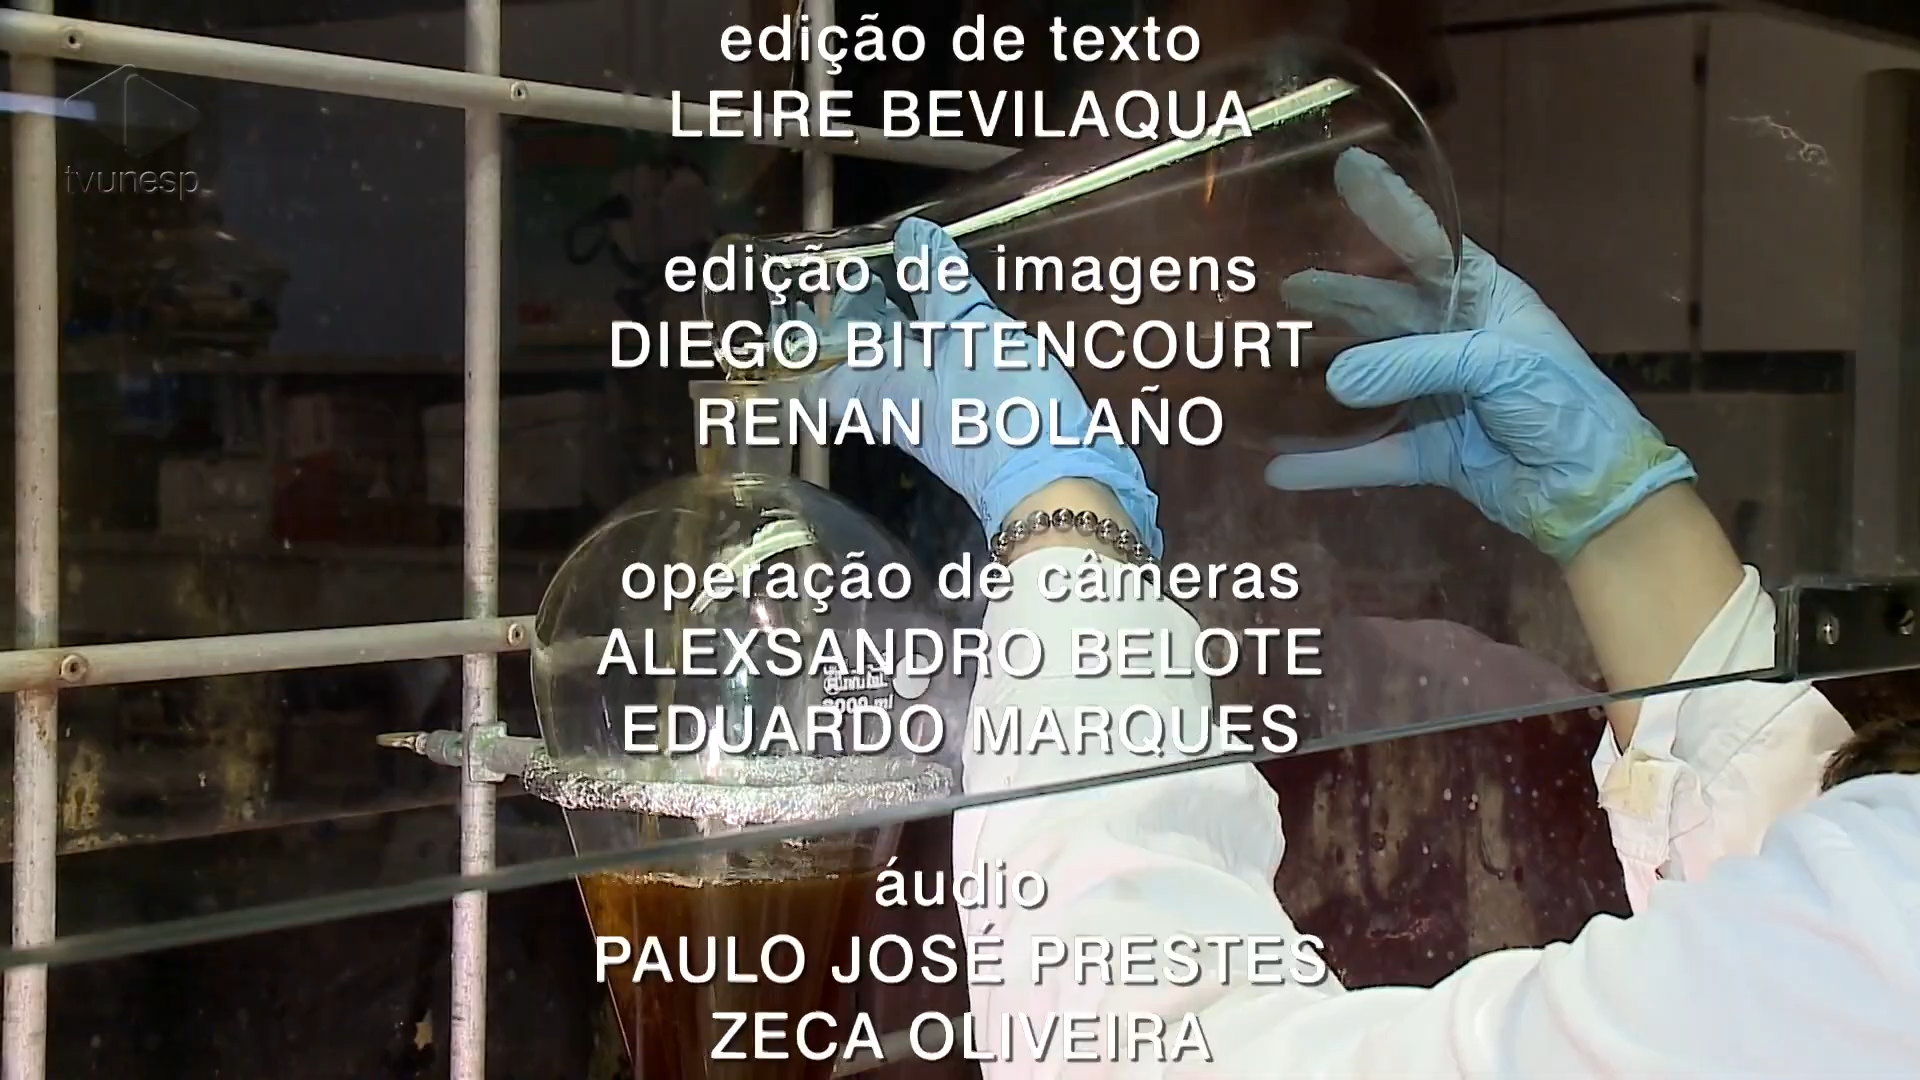 edição de texto
LEIRE BEVILAQUA
tvunesp
edição de imagens
DIEGO BITTENCOURT
RENAN BOLAÑO
operação de câmeras
ALEXSANDRO BELOTE
EDUARDO MARQUES
áudio
PAULO JOSÉ PRESTES
ZECA OLIVEIRA